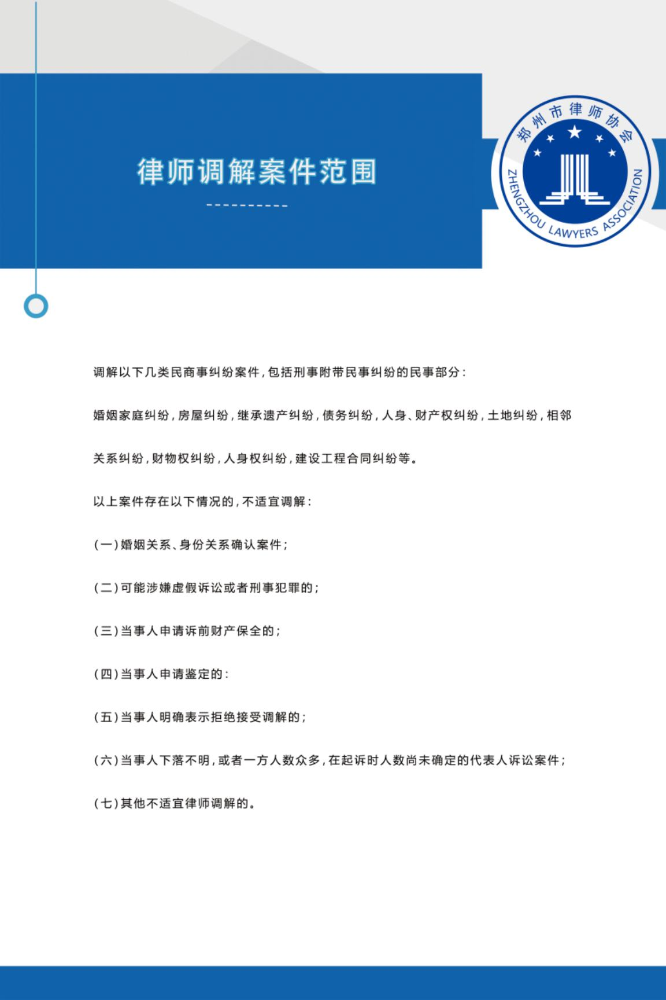 郑州市律师协会
ZHENGZHOU LAWYERS ASSOCIATION
律师调解案件范围
调解以下几类民商事纠纷案件,包括刑事附带民事纠纷的民事部分:
婚姻家庭纠纷,房屋纠纷,继承遗产纠纷,债务纠纷,人身、财产权纠纷,土地纠纷,相邻
关系纠纷,财物权纠纷,人身权纠纷,建设工程合同纠纷等。
以上案件存在以下情况的,不适宜调解:
(一)婚姻关系、身份关系确认案件;
(二)可能涉嫌虚假诉讼或者刑事犯罪的;
(三)当事人申请诉前财产保全的;
(四)当事人申请鉴定的:
(五)当事人明确表示拒绝接受调解的;
(六)当事人下落不明,或者一方人数众多,在起诉时人数尚未确定的代表人诉讼案件;
(七)其他不适宜律师调解的。